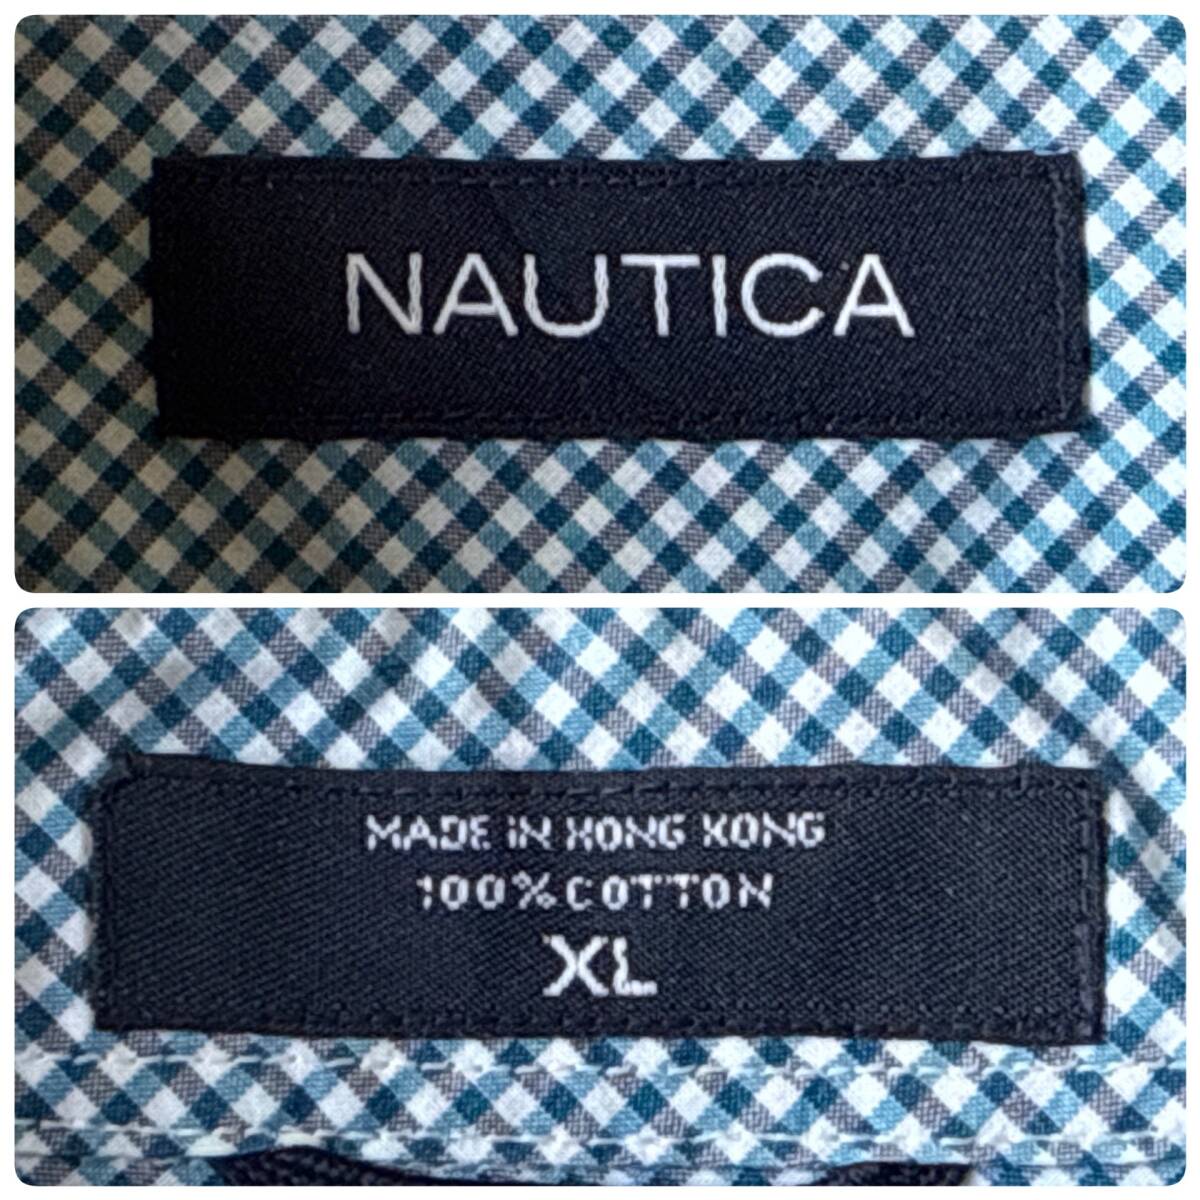 NAUTICA
MADE IN HONG KONG
100% COTTON
XL